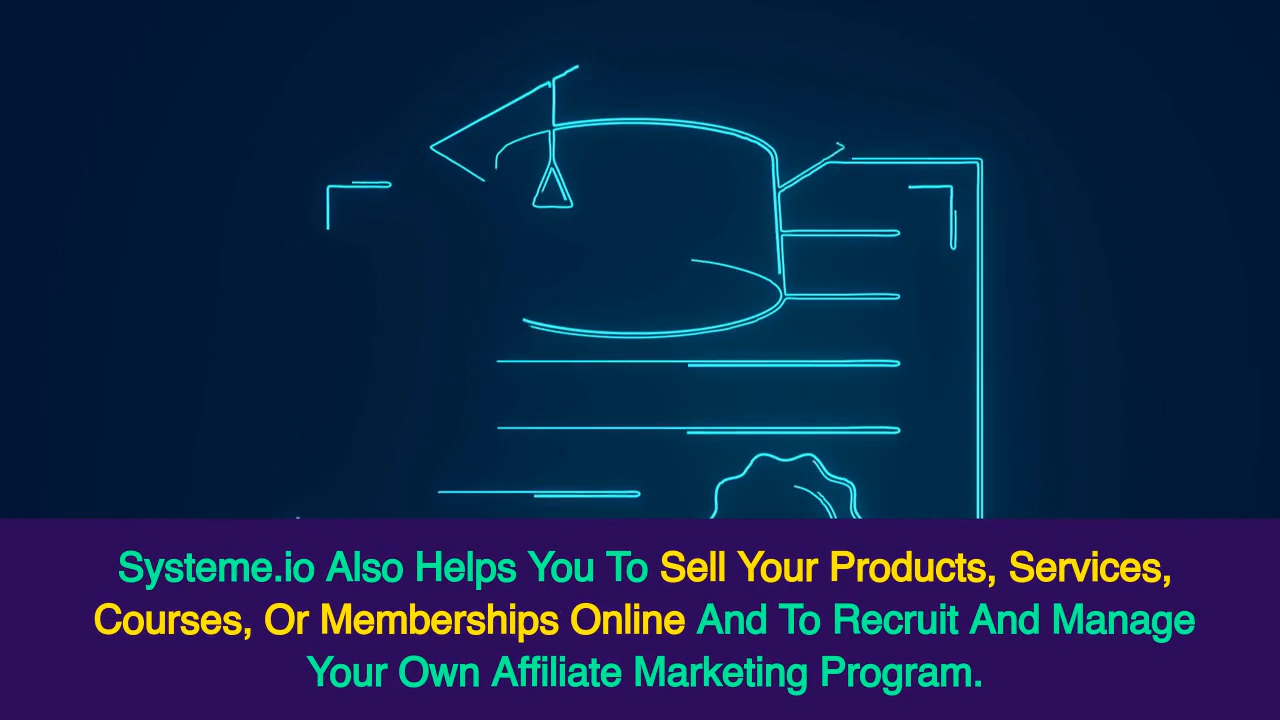 Systeme.io Also Helps You To Sell Your Products, Services,
Courses, Or Memberships Online And To Recruit And Manage
Your Own Affiliate Marketing Program.